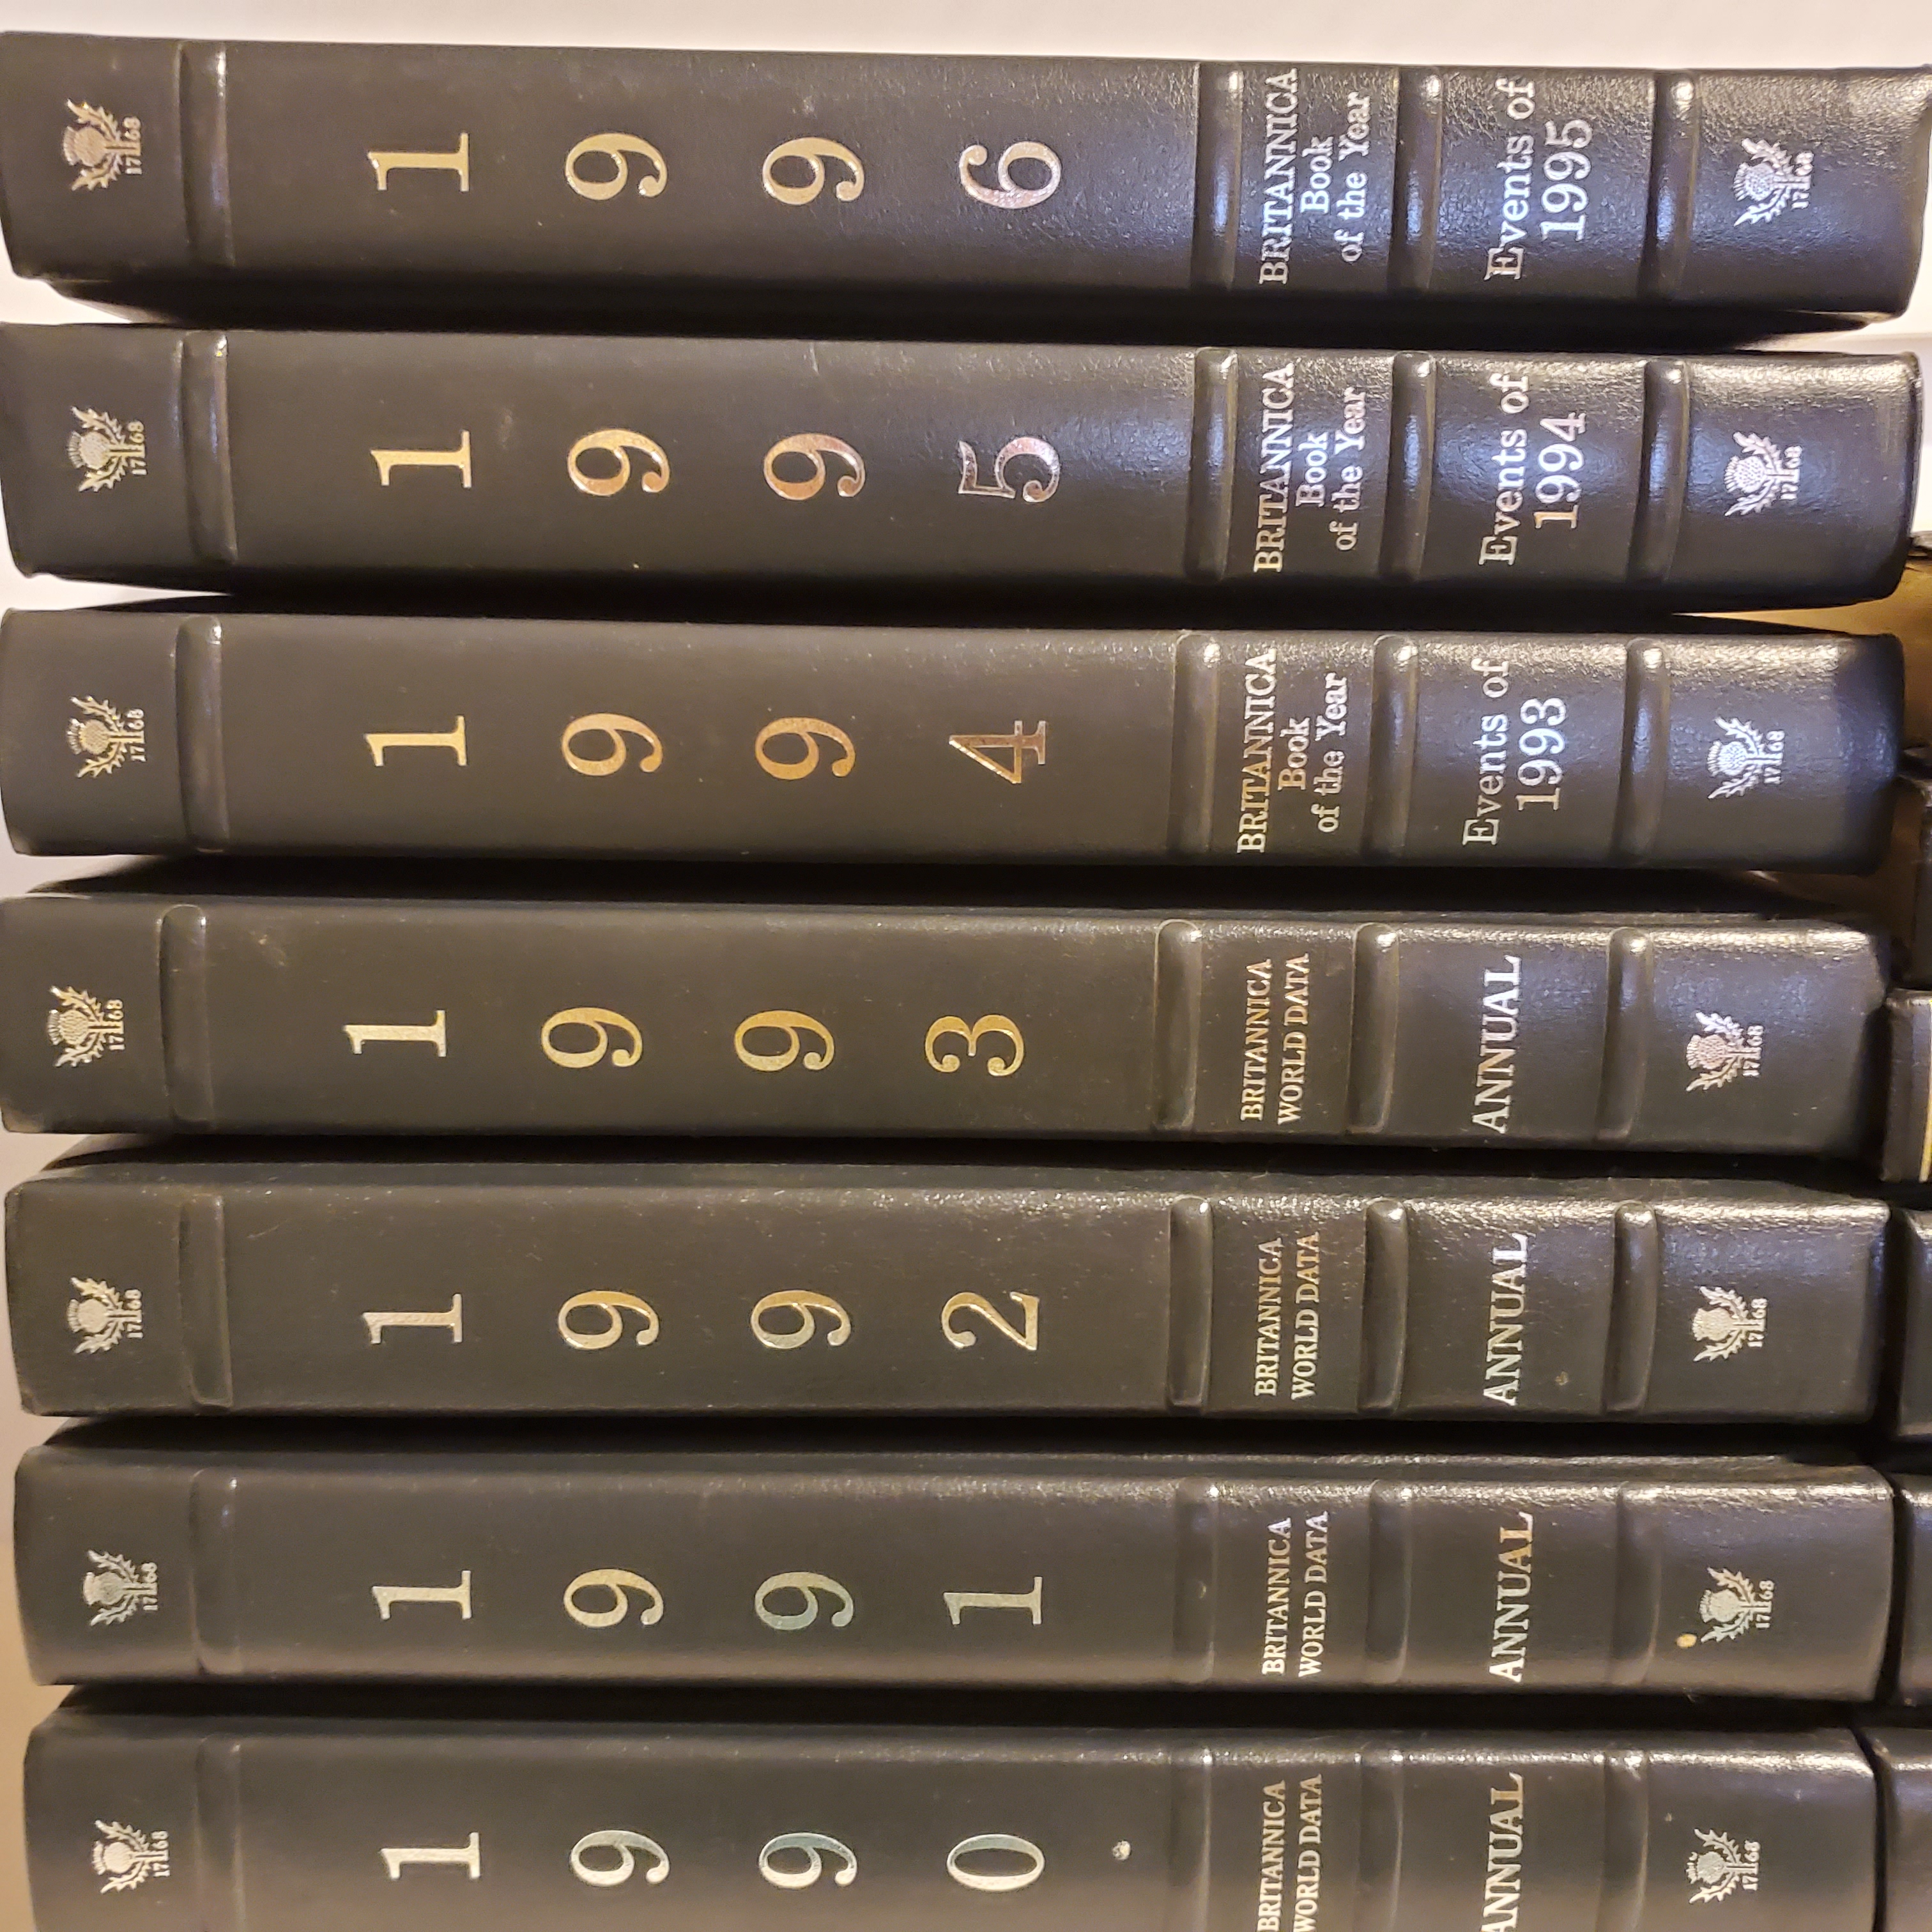 1768
1 9 9 6
BRITANNICA
Book
of the Year
Events of
1995
1768
1768
1 9 9 5
BRITANNICA
Book
of the Year
Events of
1994
1768
1768
1 9 9 4
BRITANNICA
Book
of the Year
Events of
1993
1768
1768
1 9 9 3
BRITANNICA
WORLD DATA
ANNUAL
1768
1768
1 9 9 2
BRITANNICA
WORLD DATA
ANNUAL
1768
1768
1 9 9 1
BRITANNICA
WORLD DATA
ANNUAL
1768
1768
1 9 9 0
BRITANNICA
WORLD DATA
ANNUAL
1768